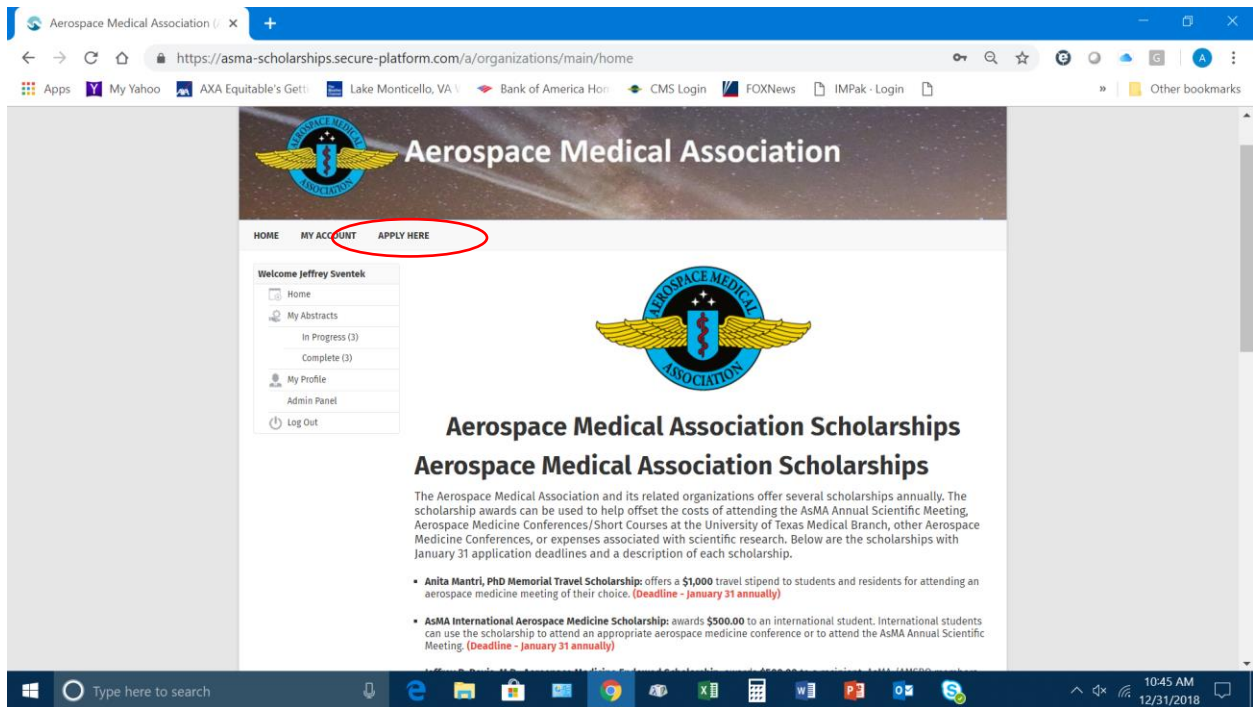 Aerospace Medical Association (
https://asma-scholarships.secure-platform.com/a/organizations/main/home
Apps My Yahoo AXA Equitable's Gett Lake Monticello, VA Bank of America Hon CMS Login FOXNews IMPak - Login » Other bookmarks
AEROSPACE MEDICAL
ASSOCIATION
Aerospace Medical Association
HOME MY ACCOUNT APPLY HERE
Welcome Jeffrey Sventek
Home
My Abstracts
In Progress (3)
Complete (3)
My Profile
Admin Panel
Log Out
AEROSPACE MEDICAL
ASSOCIATION
Aerospace Medical Association Scholarships
Aerospace Medical Association Scholarships
The Aerospace Medical Association and its related organizations offer several scholarships annually. The
scholarship awards can be used to help offset the costs of attending the AsMA Annual Scientific Meeting,
Aerospace Medicine Conferences/Short Courses at the University of Texas Medical Branch, other Aerospace
Medicine Conferences, or expenses associated with scientific research. Below are the scholarships with
January 31 application deadlines and a description of each scholarship.
▪ Anita Mantri, PhD Memorial Travel Scholarship: offers a $1,000 travel stipend to students and residents for attending an
aerospace medicine meeting of their choice. (Deadline - January 31 annually)
▪ AsMA International Aerospace Medicine Scholarship: awards $500.00 to an international student. International students
can use the scholarship to attend an appropriate aerospace medicine conference or to attend the AsMA Annual Scientific
Meeting. (Deadline - January 31 annually)
Type here to search
10:45 AM
12/31/2018